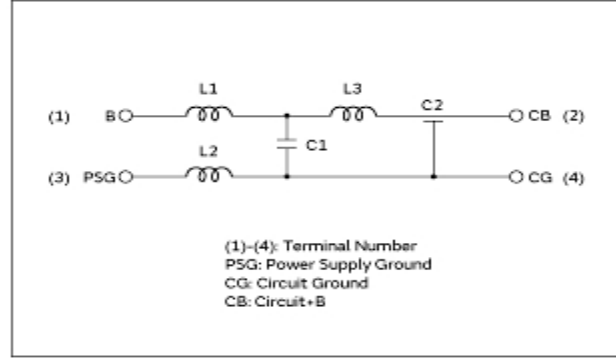 L1
L3
C2
(1) B
CB (2)
C1
L2
(3) PSG
CG (4)
(1)-(4): Terminal Number
PSG: Power Supply Ground
CG: Circuit Ground
CB: Circuit+B